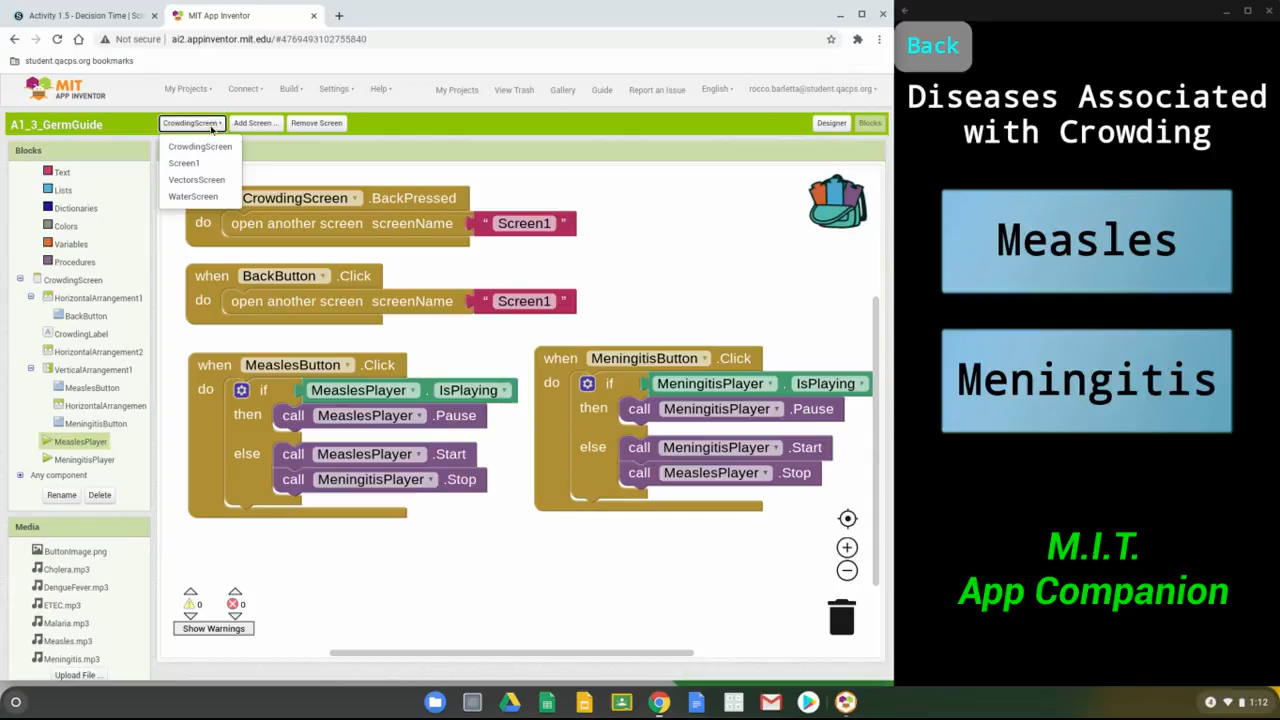 Activity 1.5 - Decision Time | Scre
MIT App Inventor
Not secure | ai2.appinventor.mit.edu/#4769493102755840
student.qacps.org bookmarks
MIT
APP INVENTOR
My Projects
Connect
Build
Settings
Help
My Projects
View Trash
Gallery
Guide
Report an Issue
English
rocco.barletta@student.qacps.org
A1_3_GermGuide
CrowdingScreen
Add Screen ...
Remove Screen
Designer
Blocks
CrowdingScreen
Screen1
VectorsScreen
WaterScreen
Blocks
Text
Lists
Dictionaries
Colors
Variables
Procedures
CrowdingScreen
HorizontalArrangement1
BackButton
CrowdingLabel
HorizontalArrangement2
VerticalArrangement1
MeaslesButton
HorizontalArrangemen
MeningitisButton
MeaslesPlayer
MeningitisPlayer
Any component
Rename
Delete
Media
ButtonImage.png
Cholera.mp3
DengueFever.mp3
ETEC.mp3
Malaria.mp3
Measles.mp3
Meningitis.mp3
Upload File ...
CrowdingScreen .BackPressed
do open another screen screenName " Screen1 "
when BackButton .Click
do open another screen screenName " Screen1 "
when MeaslesButton .Click
do if MeaslesPlayer . IsPlaying
then call MeaslesPlayer .Pause
else call MeaslesPlayer .Start
call MeningitisPlayer .Stop
when MeningitisButton .Click
do if MeningitisPlayer . IsPlaying
then call MeningitisPlayer .Pause
else call MeningitisPlayer .Start
call MeaslesPlayer .Stop
0 0
Show Warnings
Back
Diseases Associated
with Crowding
Measles
Meningitis
M.I.T.
App Companion
4 1:12